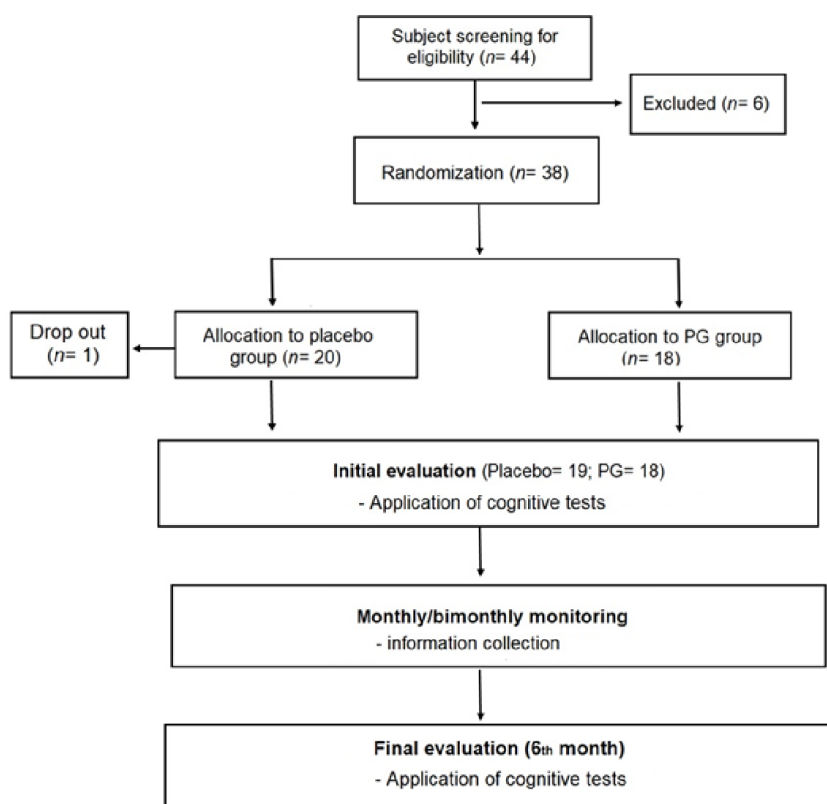 Subject screening for
eligibility (n= 44)
Excluded (n= 6)
Randomization (n= 38)
Drop out
(n= 1)
Allocation to placebo
group (n= 20)
Allocation to PG group
(n= 18)
Initial evaluation (Placebo= 19; PG= 18)
- Application of cognitive tests
Monthly/bimonthly monitoring
- information collection
Final evaluation (6th month)
- Application of cognitive tests